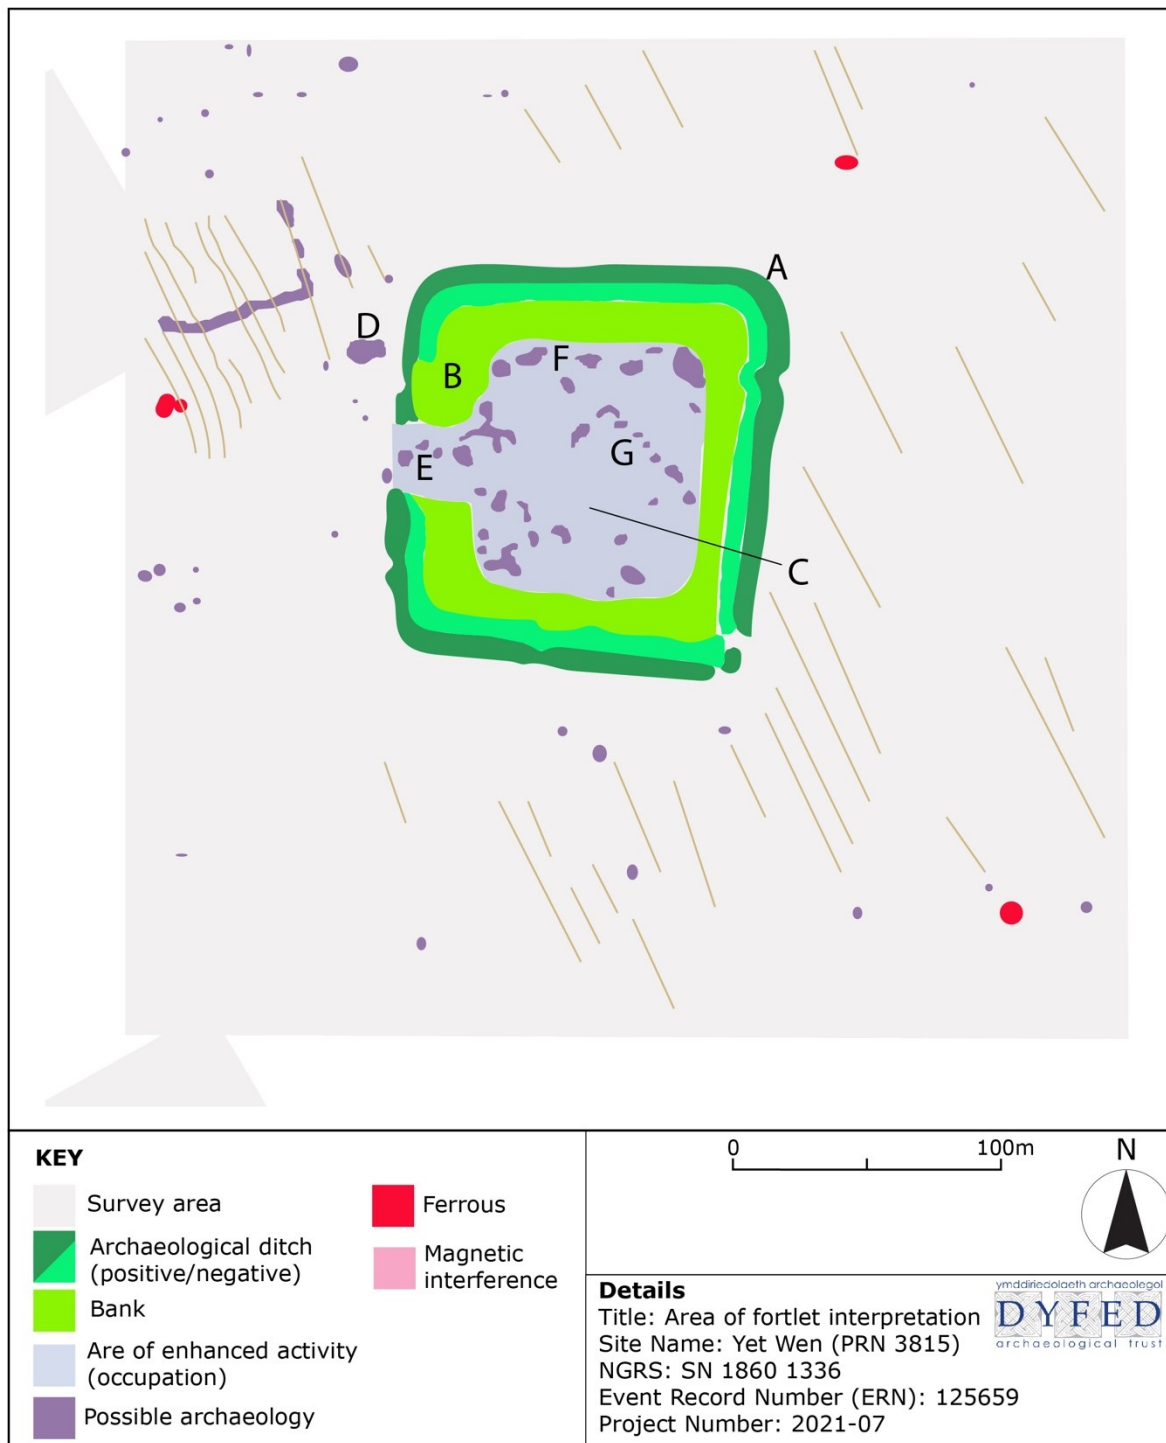 A
D
F
B
G
E
C
KEY
Survey area
Archaeological ditch
(positive/negative)
Bank
Are of enhanced activity
(occupation)
Possible archaeology
Ferrous
Magnetic
interference
0 100m
N
Details
Title: Area of fortlet interpretation
Site Name: Yet Wen (PRN 3815)
NGRS: SN 1860 1336
Event Record Number (ERN): 125659
Project Number: 2021-07
ymddiriedolaeth archaeolegol
DYFED
archaeological trust